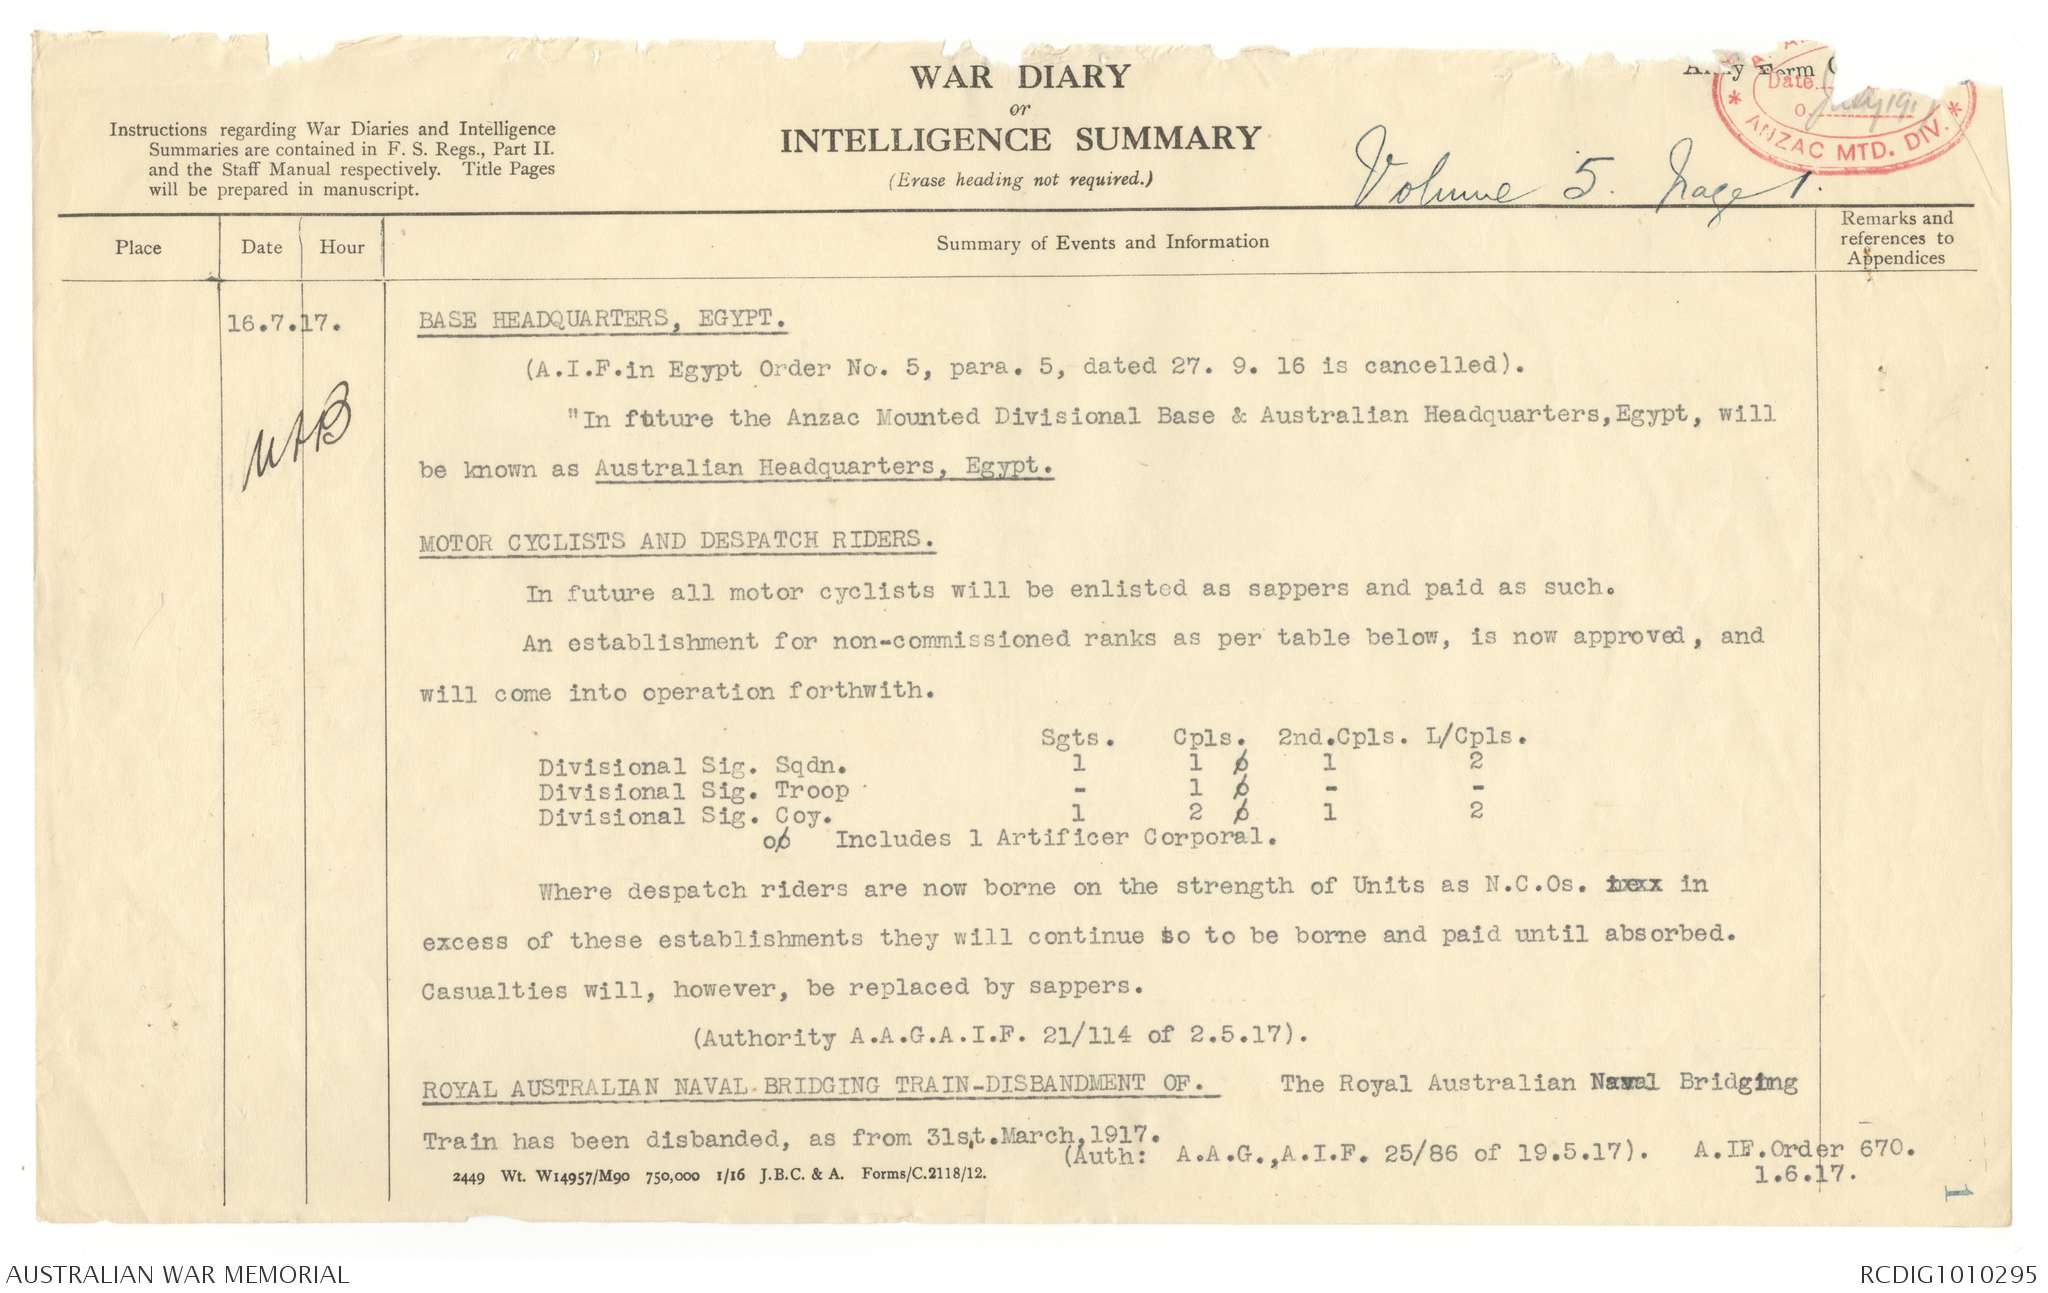 WAR DIARY
or
INTELLIGENCE SUMMARY
(Erase heading not required.)
Instructions regarding War Diaries and Intelligence
Summaries are contained in F. S. Regs., Part II.
and the Staff Manual respectively. Title Pages
will be prepared in manuscript.
Army Form
Date
July 191
ANZAC MTD. DIV.
Volume 5. Page 1.
Place
Date
Hour
Summary of Events and Information
Remarks and
references to
Appendices
16.7.17.
BASE HEADQUARTERS, EGYPT.
(A.I.F.in Egypt Order No. 5, para. 5, dated 27. 9. 16 is cancelled).
"In future the Anzac Mounted Divisional Base & Australian Headquarters,Egypt, will
be known as Australian Headquarters, Egypt.
MOTOR CYCLISTS AND DESPATCH RIDERS.
In future all motor cyclists will be enlisted as sappers and paid as such.
An establishment for non-commissioned ranks as per table below, is now approved, and
will come into operation forthwith.
Sgts. Cpls. 2nd.Cpls. L/Cpls.
Divisional Sig. Sqdn. 1 1 ɸ 1 2
Divisional Sig. Troop - 1 ɸ - -
Divisional Sig. Coy. 1 2 ɸ 1 2
oɸ Includes 1 Artificer Corporal.
Where despatch riders are now borne on the strength of Units as N.C.Os. in
excess of these establishments they will continue so to be borne and paid until absorbed.
Casualties will, however, be replaced by sappers.
(Authority A.A.G.A.I.F. 21/114 of 2.5.17).
ROYAL AUSTRALIAN NAVAL BRIDGING TRAIN-DISBANDMENT OF. The Royal Australian Naval Bridging
Train has been disbanded, as from 31st.March,1917.
(Auth: A.A.G.,A.I.F. 25/86 of 19.5.17). A.IF.Order 670.
1.6.17.
2449 Wt. W14957/M90 750,000 1/16 J.B.C. & A. Forms/C.2118/12.
1
AUSTRALIAN WAR MEMORIAL
RCDIG1010295